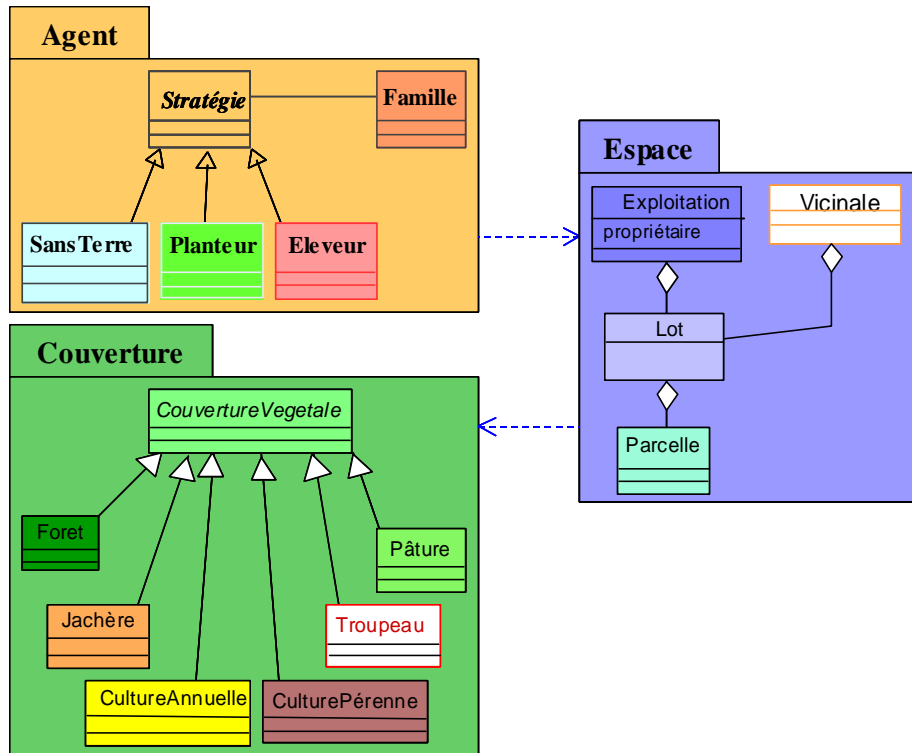 Agent
Stratégie
Famille
SansTerre
Planteur
Eleveur
Espace
Exploitation
propriétaire
Vicinale
Lot
Parcelle
Couverture
CouvertureVegetale
Foret
Pâture
Jachère
Troupeau
CultureAnnuelle
CulturePérenne